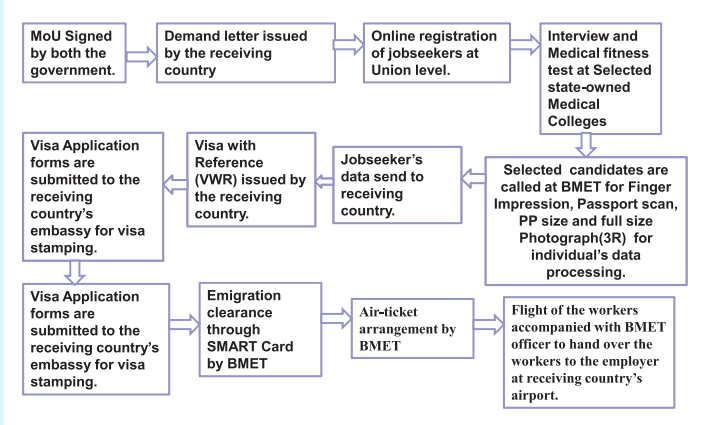 MoU Signed
by both the
government.
Demand letter issued
by the receiving
country
Online registration
of jobseekers at
Union level.
Interview and
Medical fitness
test at Selected
state-owned
Medical
Colleges
Selected candidates are
called at BMET for Finger
Impression, Passport scan,
PP size and full size
Photograph(3R) for
individual's data
processing.
Jobseeker's
data send to
receiving
country.
Visa with
Reference
(VWR) issued by
the receiving
country.
Visa Application
forms are
submitted to the
receiving
country's
embassy for visa
stamping.
Visa Application
forms are
submitted to the
receiving country's
embassy for visa
stamping.
Emigration
clearance
through
SMART Card
by BMET
Air-ticket
arrangement by
BMET
Flight of the workers
accompanied with BMET
officer to hand over the
workers to the employer
at receiving country's
airport.